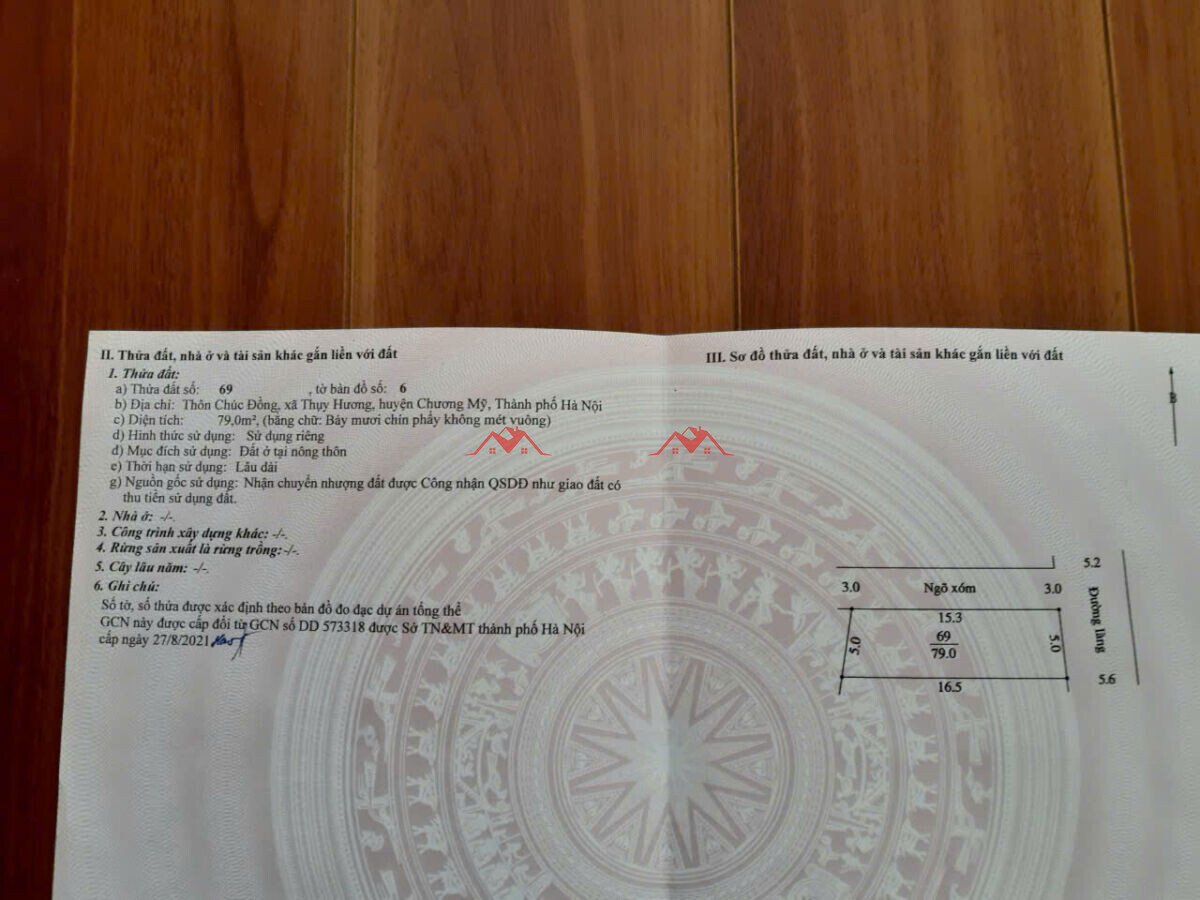 II. Thửa đất, nhà ở và tài sản khác gắn liền với đất
1. Thửa đất:
a) Thửa đất số: 69 , tờ bản đồ số: 6
b) Địa chỉ: Thôn Chúc Đồng, xã Thụy Hương, huyện Chương Mỹ, Thành phố Hà Nội
c) Diện tích: 79,0m², (bằng chữ: Bảy mươi chín phẩy không mét vuông)
d) Hình thức sử dụng: Sử dụng riêng
đ) Mục đích sử dụng: Đất ở tại nông thôn
e) Thời hạn sử dụng: Lâu dài
g) Nguồn gốc sử dụng: Nhận chuyển nhượng đất được Công nhận QSDĐ như giao đất có
thu tiền sử dụng đất.
2. Nhà ở: -/-.
3. Công trình xây dựng khác: -/-.
4. Rừng sản xuất là rừng trồng:-/-.
5. Cây lâu năm: -/-.
6. Ghi chú:
Số tờ, số thửa được xác định theo bản đồ đo đạc dự án tổng thể
GCN này được cấp đổi từ GCN số DD 573318 được Sở TN&MT thành phố Hà Nội
cấp ngày 27/8/2021
III. Sơ đồ thửa đất, nhà ở và tài sản khác gắn liền với đất
B
5.2
3.0 Ngõ xóm 3.0
Đường làng
15.3
5.0
69
79.0
5.0
16.5
5.6